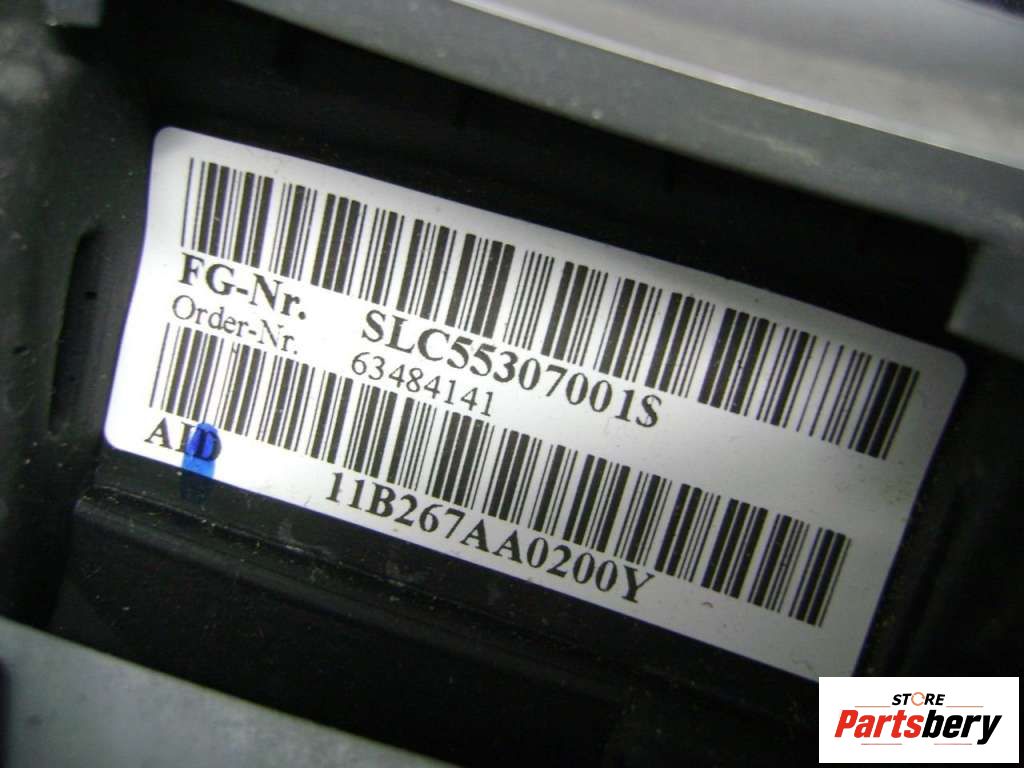 FG-Nr. SLC55307001S
Order-Nr. 63484141
AID 11B267AA0200Y
STORE
Partsbery